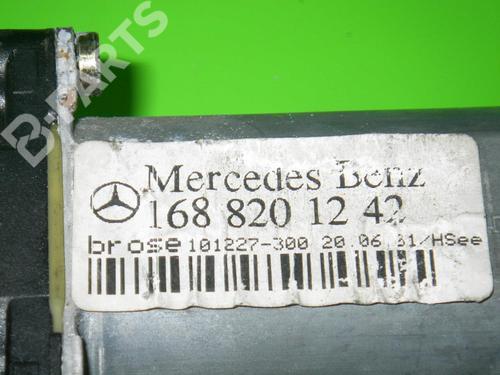 B-PARTS
Mercedes Benz
168 820 12 42
brose 101227-300 20.06.31/HSee